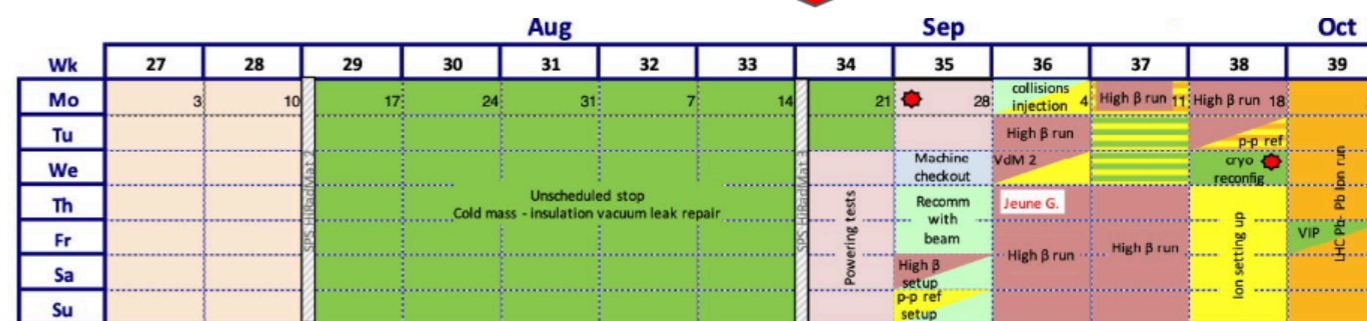 Aug Sep Oct
Wk 27 28 29 30 31 32 33 34 35 36 37 38 39
Mo 3 10 17 24 31 7 14 21 28 collisions injection 4 High β run 11 High β run 18
Tu High β run p-p ref
We Machine checkout VdM 2 cryo reconfig
Th Recomm with beam Jeune G.
Fr High β run High β run VIP
Sa High β setup
Su p-p ref setup
SPS HiRadMat 2
Unscheduled stop
Cold mass - insulation vacuum leak repair
SPS HiRadMat 3
Powering tests
Ion setting up
LHC Pb- Pb Ion run